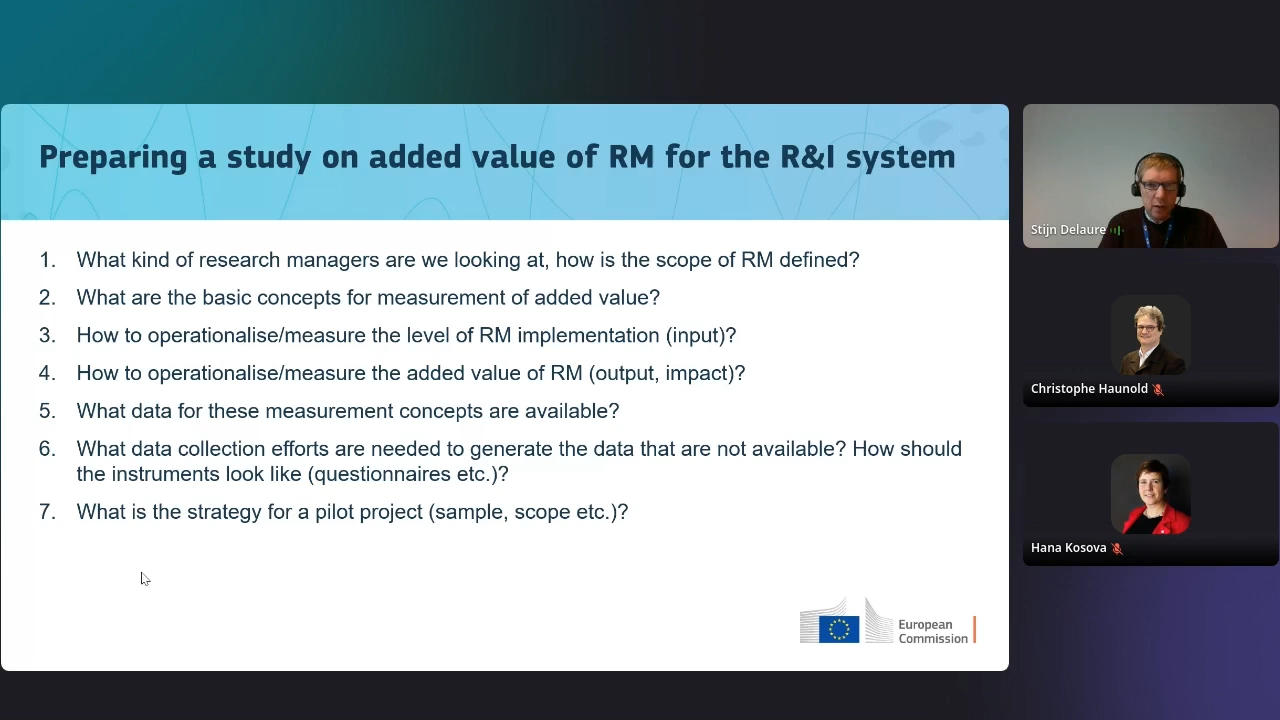 Preparing a study on added value of RM for the R&I system
1. What kind of research managers are we looking at, how is the scope of RM defined?
2. What are the basic concepts for measurement of added value?
3. How to operationalise/measure the level of RM implementation (input)?
4. How to operationalise/measure the added value of RM (output, impact)?
5. What data for these measurement concepts are available?
6. What data collection efforts are needed to generate the data that are not available? How should
the instruments look like (questionnaires etc.)?
7. What is the strategy for a pilot project (sample, scope etc.)?
European
Commission
Stijn Delaure
Christophe Haunold
Hana Kosova